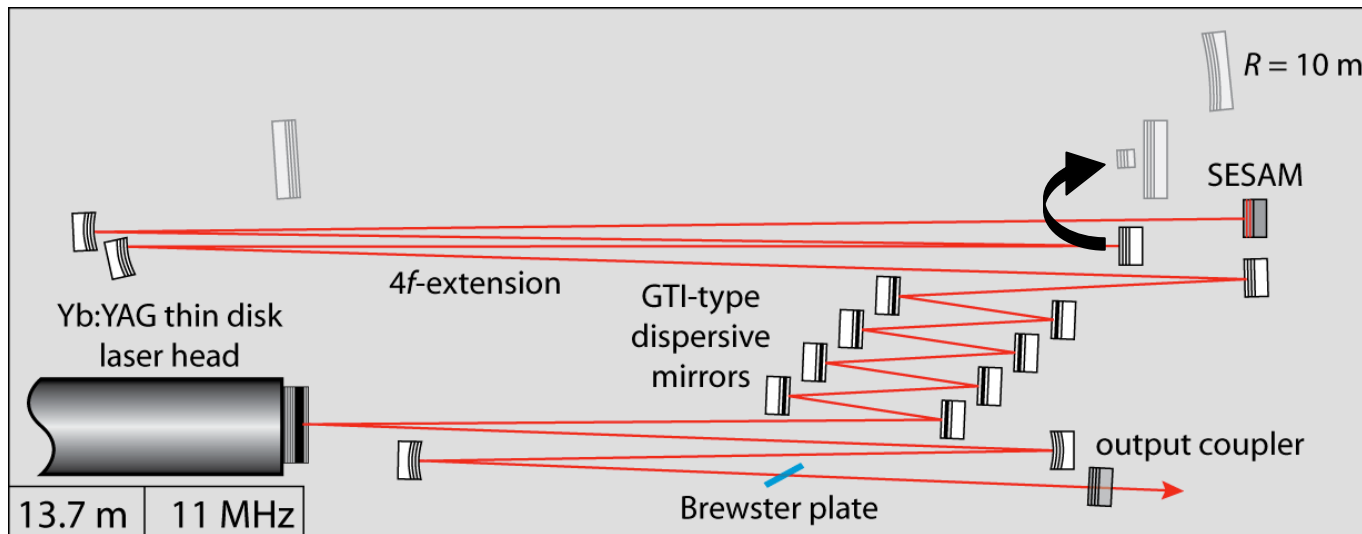 R = 10 m
SESAM
4f-extension
GTI-type
dispersive
mirrors
Yb:YAG thin disk
laser head
output coupler
Brewster plate
13.7 m 11 MHz